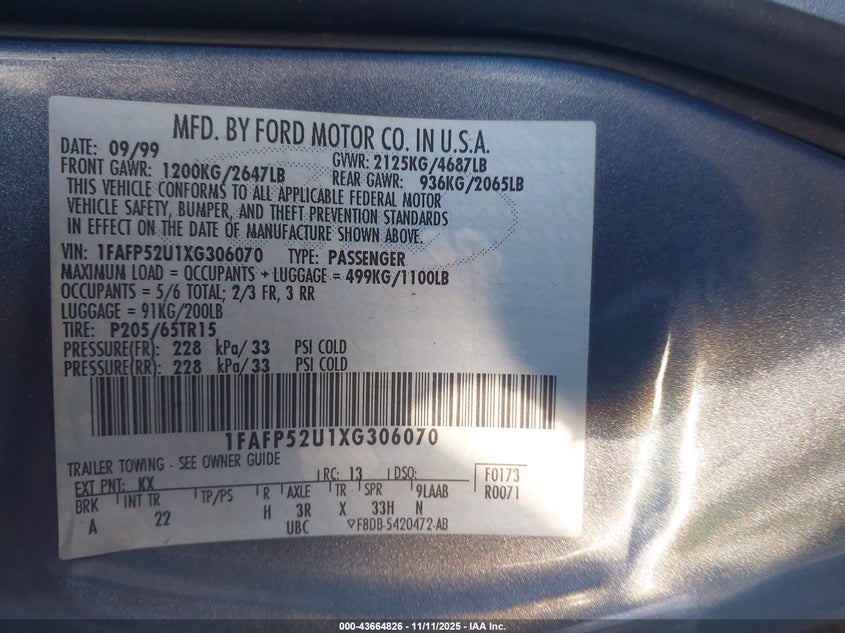 MFD. BY FORD MOTOR CO. IN U.S.A.
DATE: 09/99 GVWR: 2125KG/4687LB
FRONT GAWR: 1200KG/2647LB REAR GAWR: 936KG/2065LB
THIS VEHICLE CONFORMS TO ALL APPLICABLE FEDERAL MOTOR
VEHICLE SAFETY, BUMPER, AND THEFT PREVENTION STANDARDS
IN EFFECT ON THE DATE OF MANUFACTURE SHOWN ABOVE.
VIN: 1FAFP52U1XG306070 TYPE: PASSENGER
MAXIMUM LOAD = OCCUPANTS + LUGGAGE = 499KG/1100LB
OCCUPANTS = 5/6 TOTAL; 2/3 FR, 3 RR
LUGGAGE = 91KG/200LB
TIRE: P205/65TR15
PRESSURE(FR): 228 kPa/33 PSI COLD
PRESSURE(RR): 228 kPa/33 PSI COLD
1FAFP52U1XG306070
TRAILER TOWING - SEE OWNER GUIDE
EXT PNT: KX RC: 13 DSO: F0173
BRK INT TR TP/PS R AXLE TR SPR 9LAAB R0071
A 22 H 3R X 33H N
UBC ▽F8DB-5420472-AB
000-43664826 - 11/11/2025 - IAA Inc.